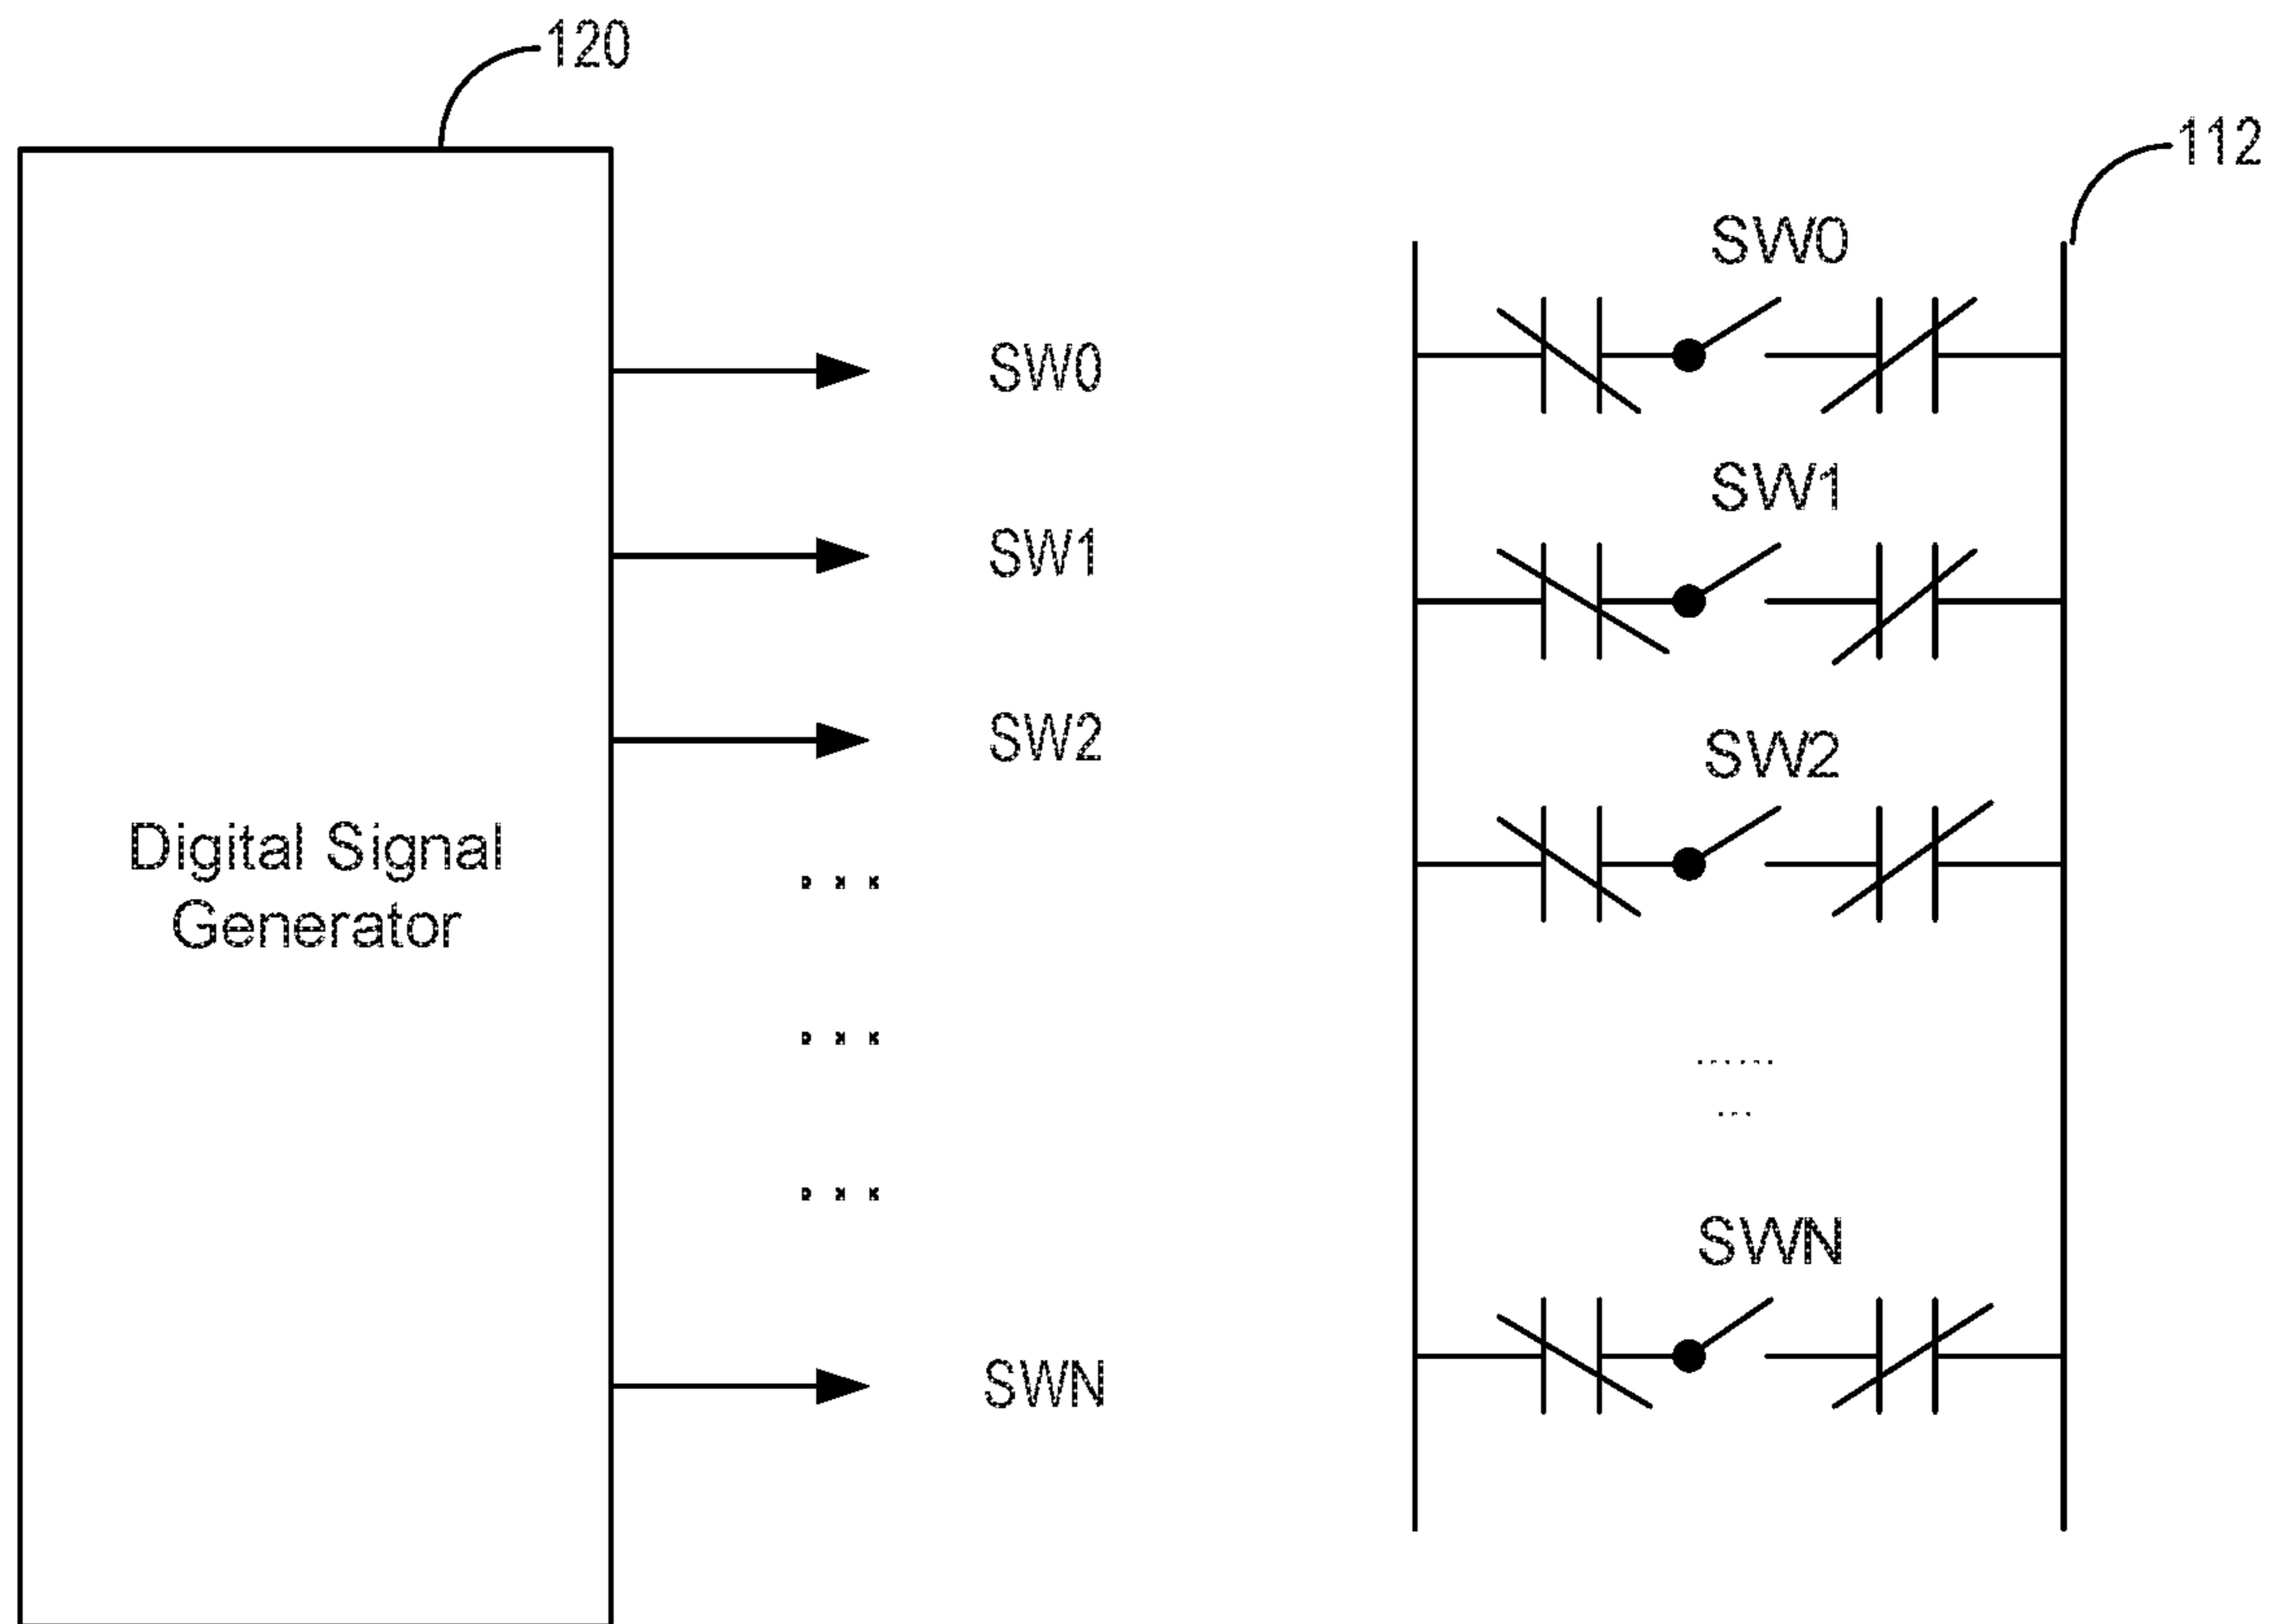 120
112
SW0
SW0
SW1
SW1
SW2
SW2
Digital Signal
Generator
...
...
......
...
...
SWN
SWN